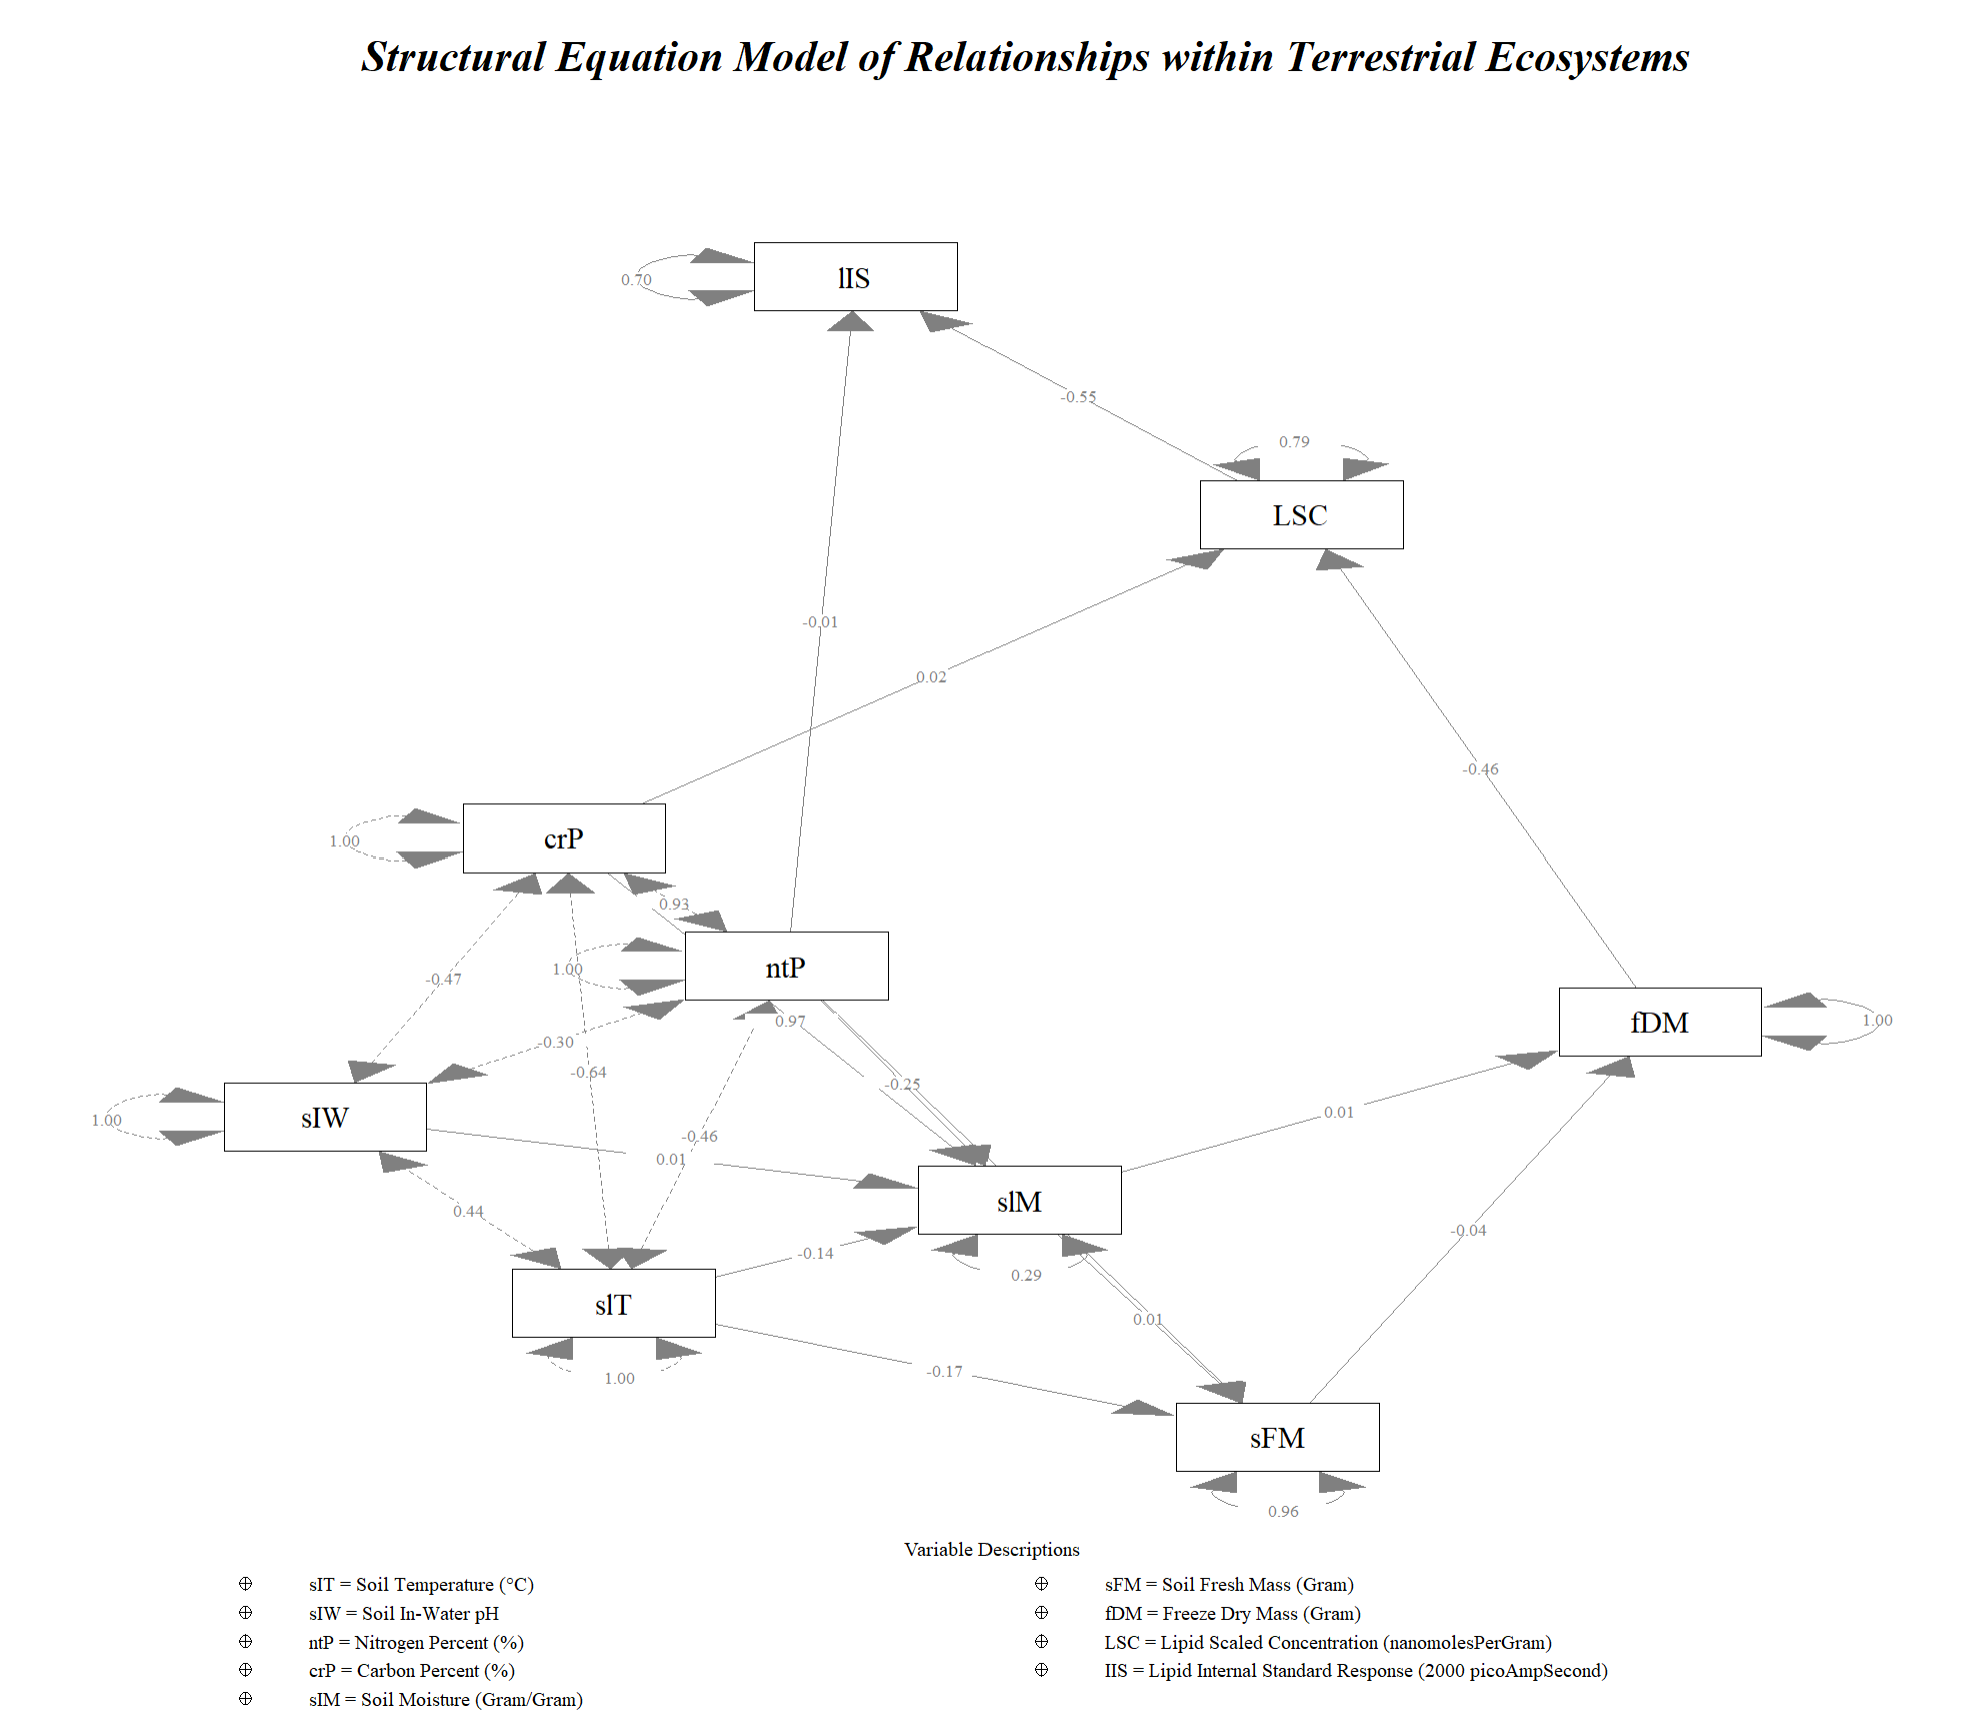 Structural Equation Model of Relationships within Terrestrial Ecosystems
lIS
0.70
-0.55
0.79
LSC
-0.01
0.02
-0.46
crP
1.00
0.93
ntP
1.00
-0.47
0.97
fDM
1.00
-0.30
-0.64
-0.25
sIW
1.00
0.01
-0.46
0.01
slM
0.44
-0.14
-0.04
0.29
slT
0.01
1.00
-0.17
sFM
0.96
Variable Descriptions
sIT = Soil Temperature (°C)
sIW = Soil In-Water pH
ntP = Nitrogen Percent (%)
crP = Carbon Percent (%)
sIM = Soil Moisture (Gram/Gram)
sFM = Soil Fresh Mass (Gram)
fDM = Freeze Dry Mass (Gram)
LSC = Lipid Scaled Concentration (nanomolesPerGram)
IIS = Lipid Internal Standard Response (2000 picoAmpSecond)